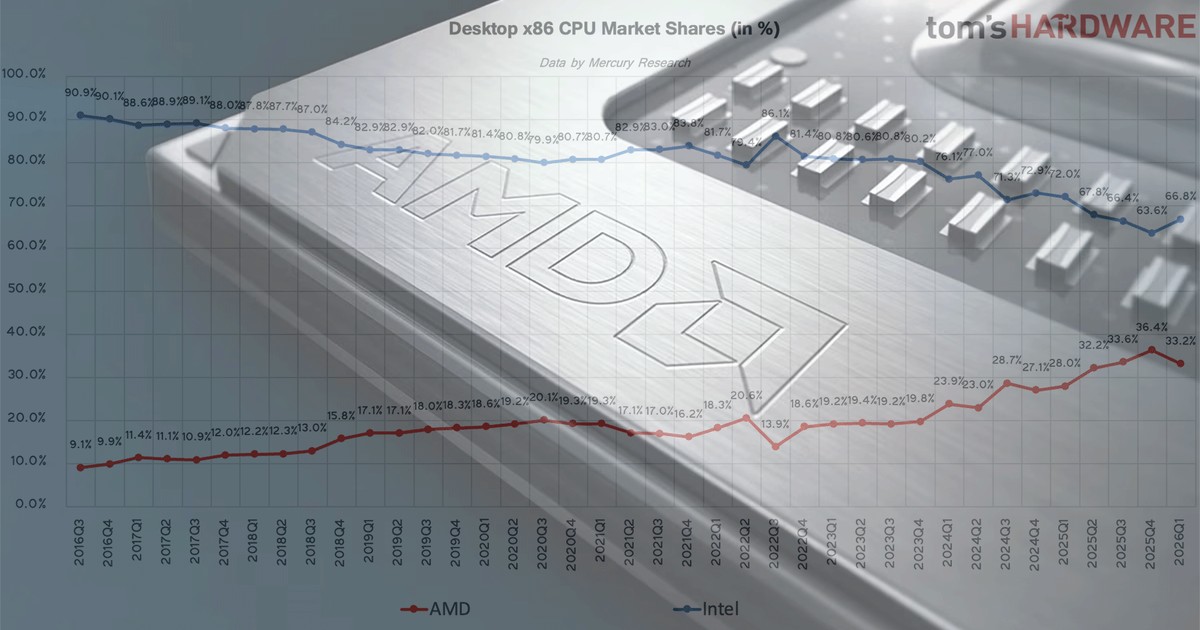 Desktop x86 CPU Market Shares (in %)
tom'sHARDWARE
Data by Mercury Research
100.0%
90.0%
80.0%
70.0%
60.0%
50.0%
40.0%
30.0%
20.0%
10.0%
0.0%
90.9% 90.1% 88.6% 88.9% 89.1% 88.0% 87.8% 87.7% 87.0% 84.2% 82.9% 82.9% 82.0% 81.7% 81.4% 80.8% 79.9% 80.7% 80.7% 82.9% 83.0% 83.8% 81.7% 79.4% 86.1% 81.4% 80.8% 80.6% 80.8% 80.2% 76.1% 77.0% 71.3% 72.9% 72.0% 67.8% 66.4% 63.6% 66.8%
AMD
9.1% 9.9% 11.4% 11.1% 10.9% 12.0% 12.2% 12.3% 13.0% 15.8% 17.1% 17.1% 18.0% 18.3% 18.6% 19.2% 20.1% 19.3% 19.3% 17.1% 17.0% 16.2% 18.3% 20.6% 13.9% 18.6% 19.2% 19.4% 19.2% 19.8% 23.9% 23.0% 28.7% 27.1% 28.0% 32.2% 33.6% 36.4% 33.2%
2016Q3 2016Q4 2017Q1 2017Q2 2017Q3 2017Q4 2018Q1 2018Q2 2018Q3 2018Q4 2019Q1 2019Q2 2019Q3 2019Q4 2020Q1 2020Q2 2020Q3 2020Q4 2021Q1 2021Q2 2021Q3 2021Q4 2022Q1 2022Q2 2022Q3 2022Q4 2023Q1 2023Q2 2023Q3 2023Q4 2024Q1 2024Q2 2024Q3 2024Q4 2025Q1 2025Q2 2025Q3 2025Q4 2026Q1
AMD Intel